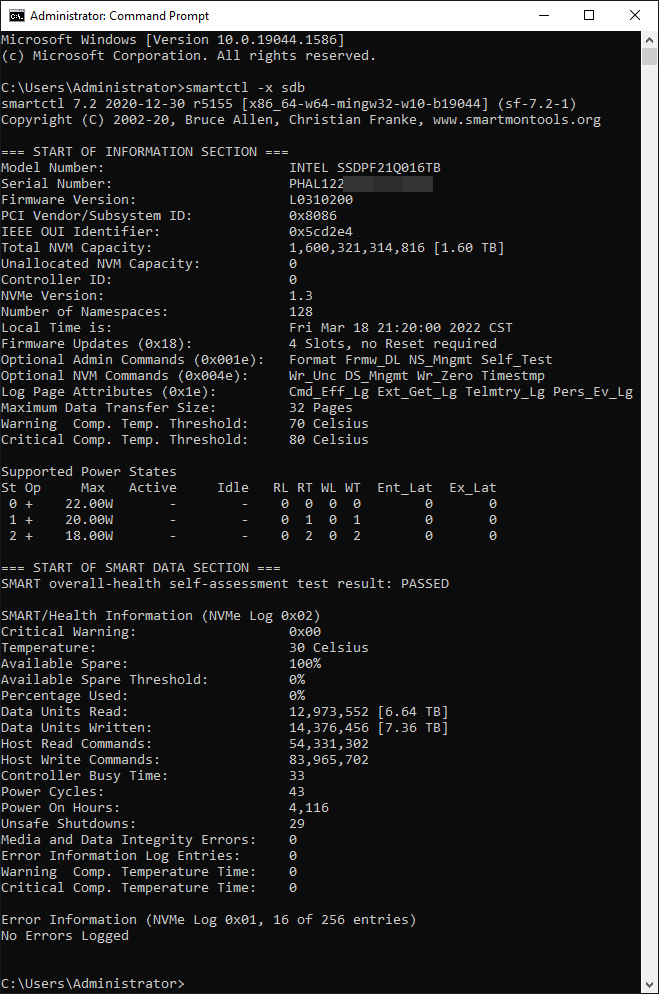 Administrator: Command Prompt
Microsoft Windows [Version 10.0.19044.1586]
(c) Microsoft Corporation. All rights reserved.
C:\Users\Administrator>smartctl -x sdb
smartctl 7.2 2020-12-30 r5155 [x86_64-w64-mingw32-w10-b19044] (sf-7.2-1)
Copyright (C) 2002-20, Bruce Allen, Christian Franke, www.smartmontools.org
=== START OF INFORMATION SECTION ===
Model Number: INTEL SSDPF21Q016TB
Serial Number: PHAL122
Firmware Version: L0310200
PCI Vendor/Subsystem ID: 0x8086
IEEE OUI Identifier: 0x5cd2e4
Total NVM Capacity: 1,600,321,314,816 [1.60 TB]
Unallocated NVM Capacity: 0
Controller ID: 0
NVMe Version: 1.3
Number of Namespaces: 128
Local Time is: Fri Mar 18 21:20:00 2022 CST
Firmware Updates (0x18): 4 Slots, no Reset required
Optional Admin Commands (0x001e): Format Frmw_DL NS_Mngmt Self_Test
Optional NVM Commands (0x004e): Wr_Unc DS_Mngmt Wr_Zero Timestmp
Log Page Attributes (0x1e): Cmd_Eff_Lg Ext_Get_Lg Telmtry_Lg Pers_Ev_Lg
Maximum Data Transfer Size: 32 Pages
Warning  Comp. Temp. Threshold: 70 Celsius
Critical Comp. Temp. Threshold: 80 Celsius
Supported Power States
St Op     Max   Active     Idle   RL RT WL WT  Ent_Lat  Ex_Lat
0 +    22.00W       -        -    0  0  0  0        0       0
1 +    20.00W       -        -    0  1  0  1        0       0
2 +    18.00W       -        -    0  2  0  2        0       0
=== START OF SMART DATA SECTION ===
SMART overall-health self-assessment test result: PASSED
SMART/Health Information (NVMe Log 0x02)
Critical Warning: 0x00
Temperature: 30 Celsius
Available Spare: 100%
Available Spare Threshold: 0%
Percentage Used: 0%
Data Units Read: 12,973,552 [6.64 TB]
Data Units Written: 14,376,456 [7.36 TB]
Host Read Commands: 54,331,302
Host Write Commands: 83,965,702
Controller Busy Time: 33
Power Cycles: 43
Power On Hours: 4,116
Unsafe Shutdowns: 29
Media and Data Integrity Errors: 0
Error Information Log Entries: 0
Warning  Comp. Temperature Time: 0
Critical Comp. Temperature Time: 0
Error Information (NVMe Log 0x01, 16 of 256 entries)
No Errors Logged
C:\Users\Administrator>